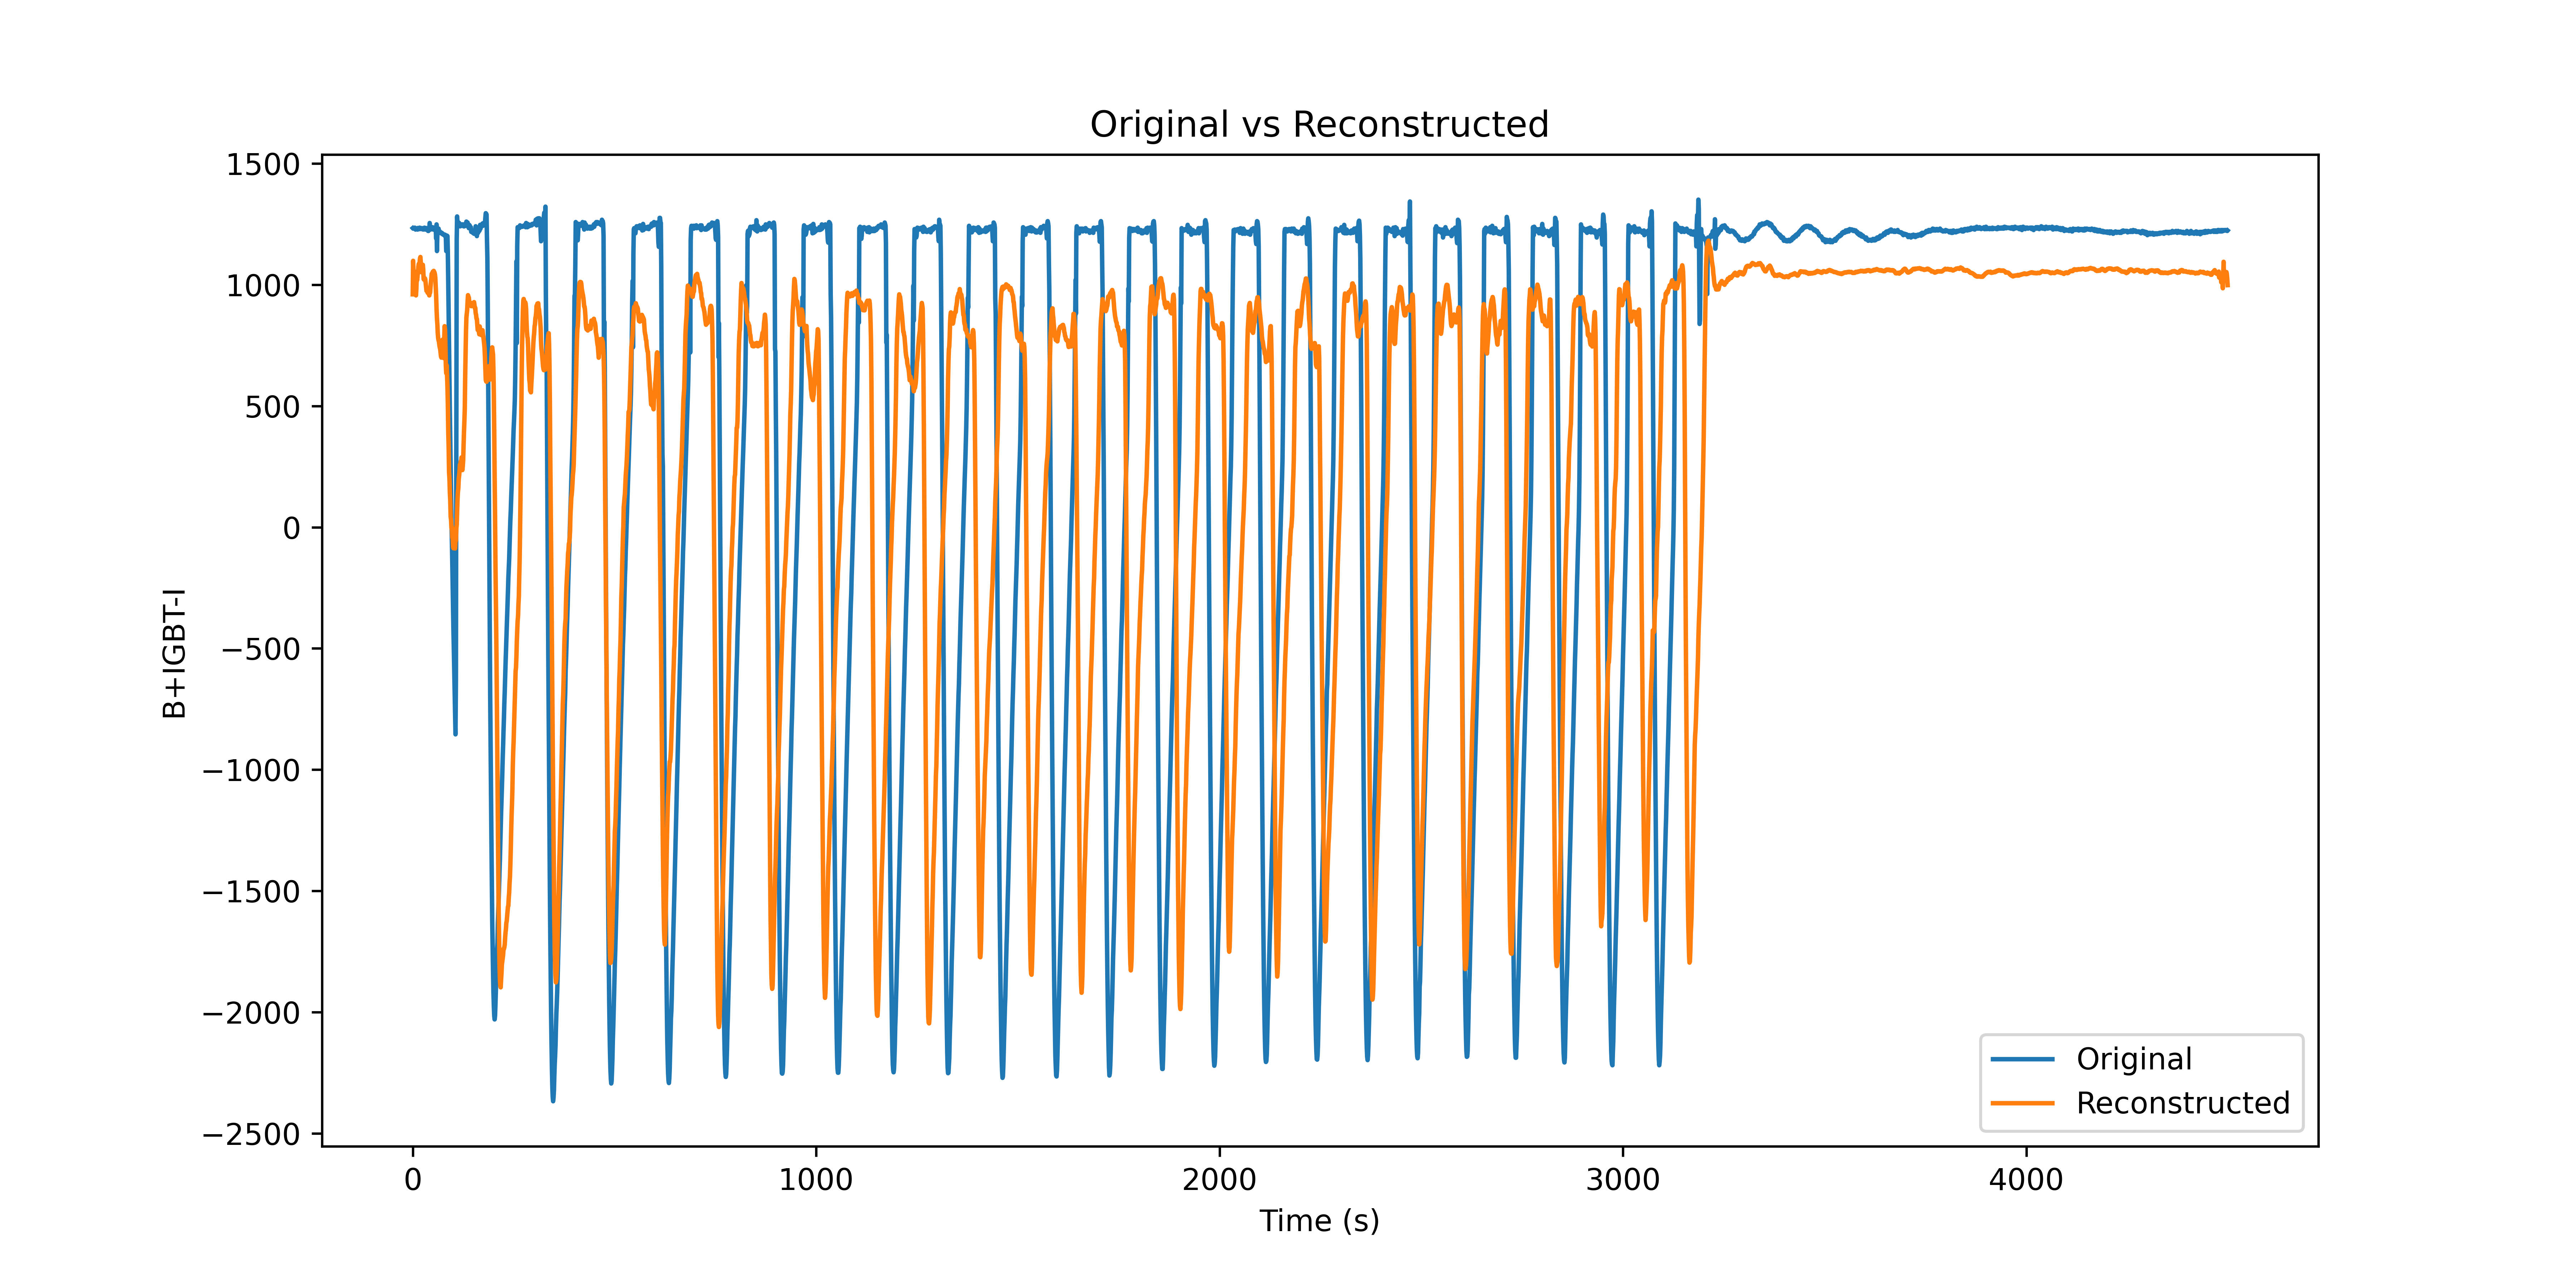 Original vs Reconstructed
1500
1000
500
0
−500
−1000
−1500
−2000
−2500
B+IGBT-I
0 1000 2000 3000 4000
Time (s)
Original
Reconstructed